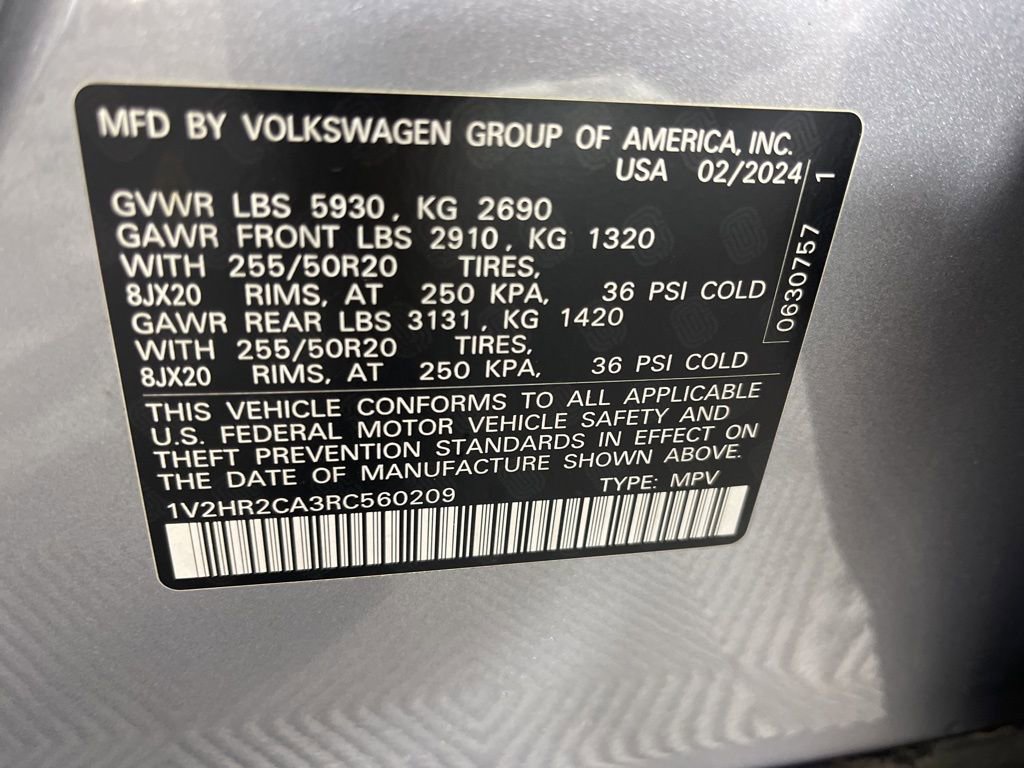 MFD BY VOLKSWAGEN GROUP OF AMERICA, INC.
USA 02/2024
GVWR LBS 5930, KG 2690
GAWR FRONT LBS 2910, KG 1320
WITH 255/50R20 TIRES,
8JX20 RIMS, AT 250 KPA, 36 PSI COLD
GAWR REAR LBS 3131, KG 1420
WITH 255/50R20 TIRES,
8JX20 RIMS, AT 250 KPA, 36 PSI COLD
THIS VEHICLE CONFORMS TO ALL APPLICABLE
U.S. FEDERAL MOTOR VEHICLE SAFETY AND
THEFT PREVENTION STANDARDS IN EFFECT ON
THE DATE OF MANUFACTURE SHOWN ABOVE.
1V2HR2CA3RC560209 TYPE: MPV
0630757 1